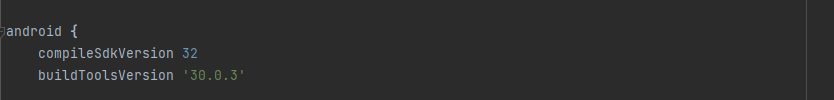 android {
    compileSdkVersion 32
    buildToolsVersion '30.0.3'